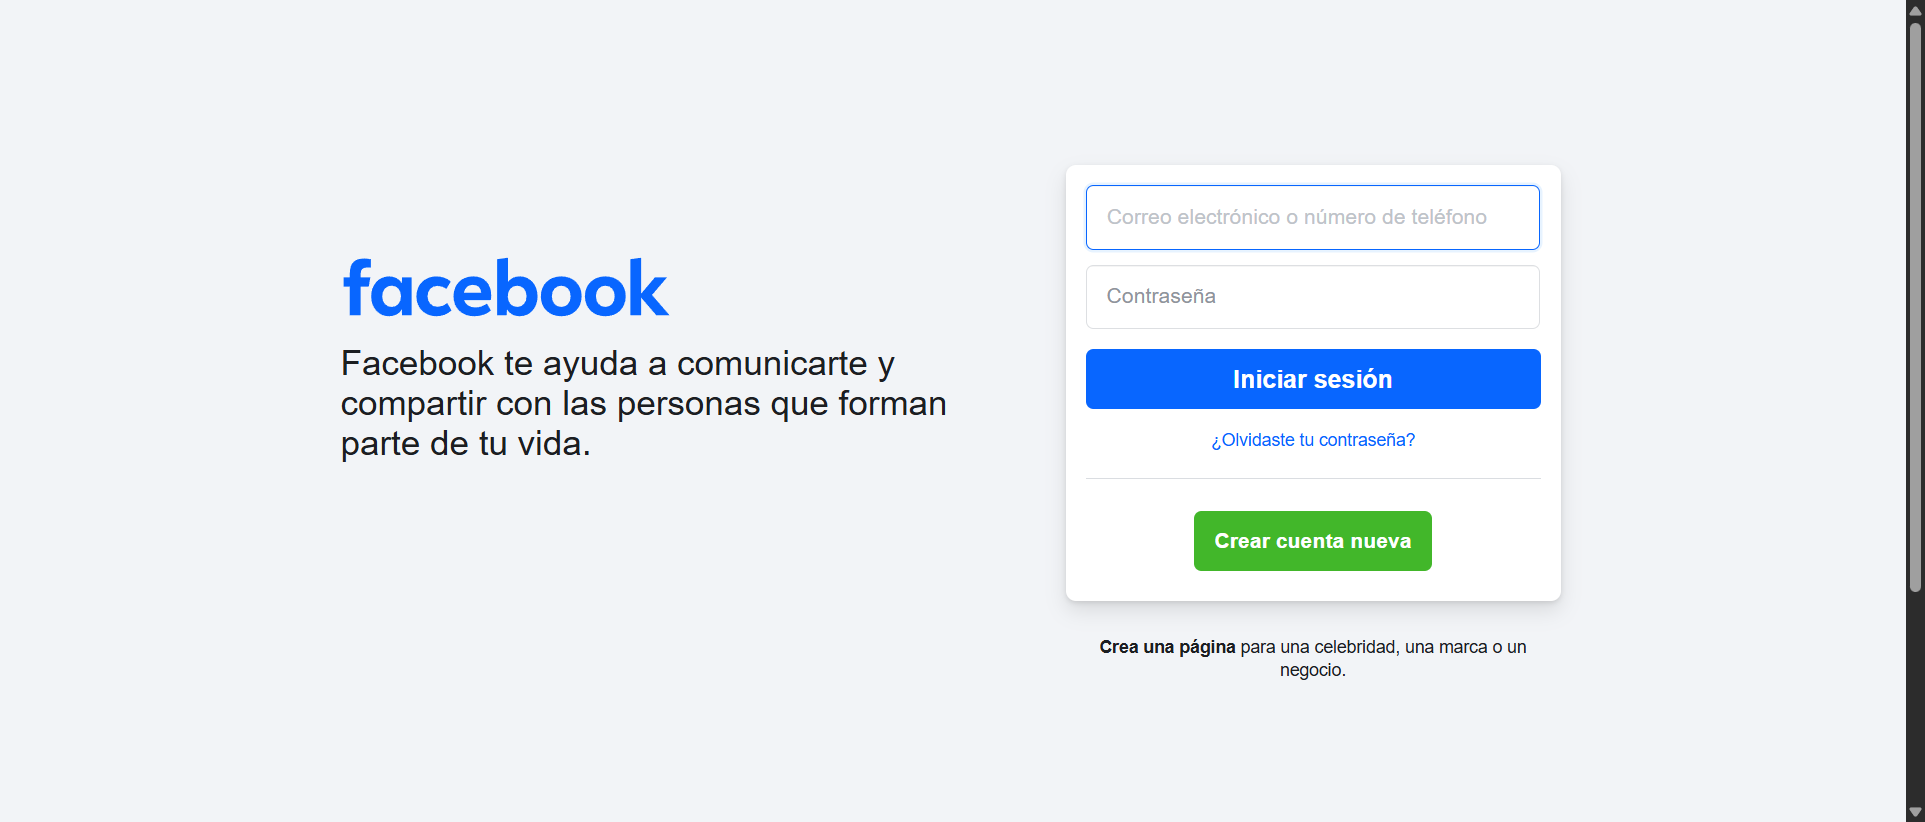 facebook
Facebook te ayuda a comunicarte y
compartir con las personas que forman
parte de tu vida.
Correo electrónico o número de teléfono
Contraseña
Iniciar sesión
¿Olvidaste tu contraseña?
Crear cuenta nueva
Crea una página para una celebridad, una marca o un
negocio.